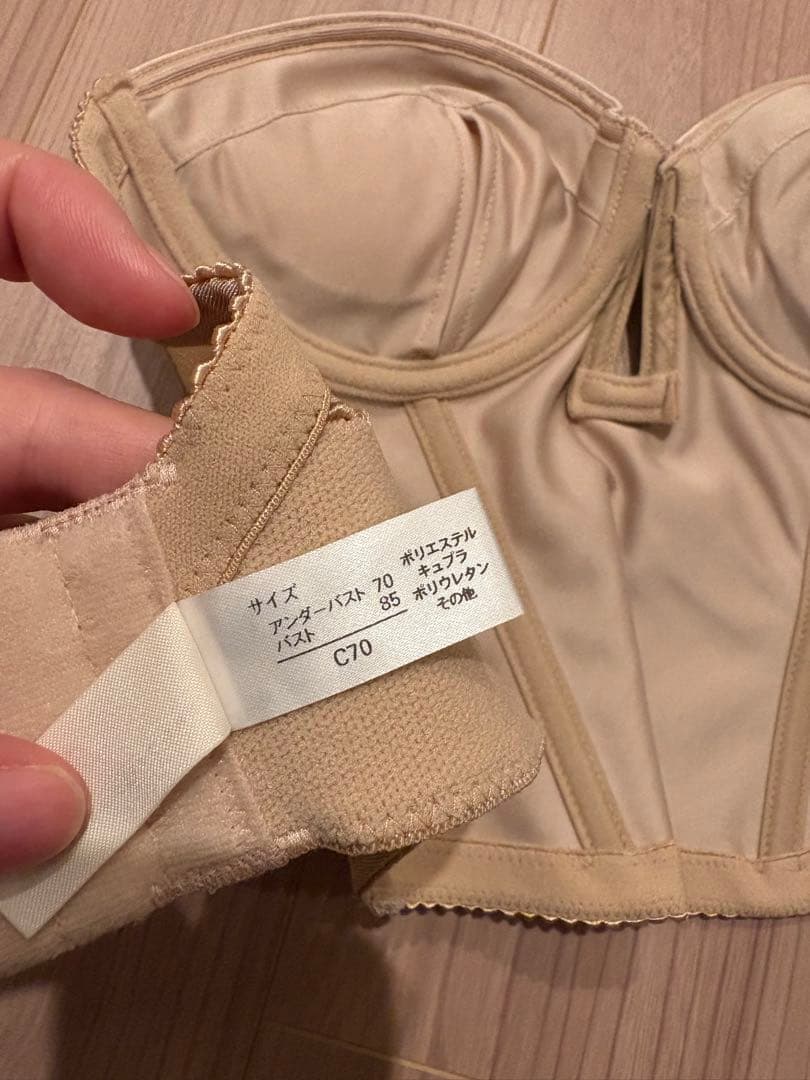 サイズ
アンダーバスト 70
バスト 85
C70
ポリエステル
キュプラ
ポリウレタン
その他